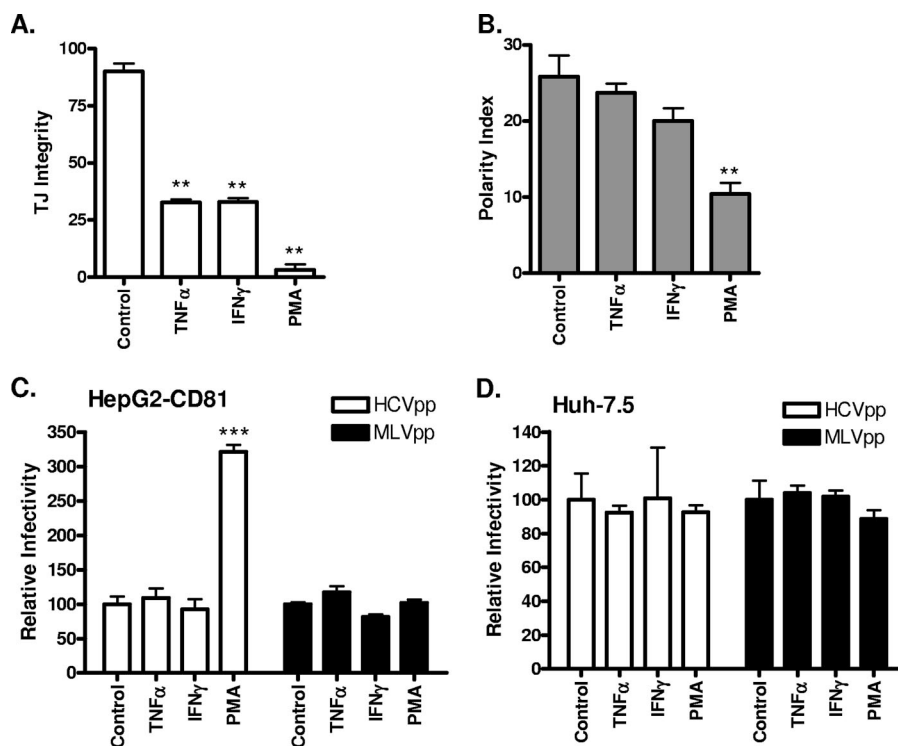 A.
TJ Integrity
100
75
50
25
0
**
**
**
Control
TNFα
IFNγ
PMA
B.
Polarity Index
30
20
10
0
**
Control
TNFα
IFNγ
PMA
C.
HepG2-CD81
HCVpp
MLVpp
Relative Infectivity
350
300
250
200
150
100
50
0
***
Control
TNFα
IFNγ
PMA
Control
TNFα
IFNγ
PMA
D.
Huh-7.5
HCVpp
MLVpp
Relative Infectivity
140
120
100
80
60
40
20
0
Control
TNFα
IFNγ
PMA
Control
TNFα
IFNγ
PMA